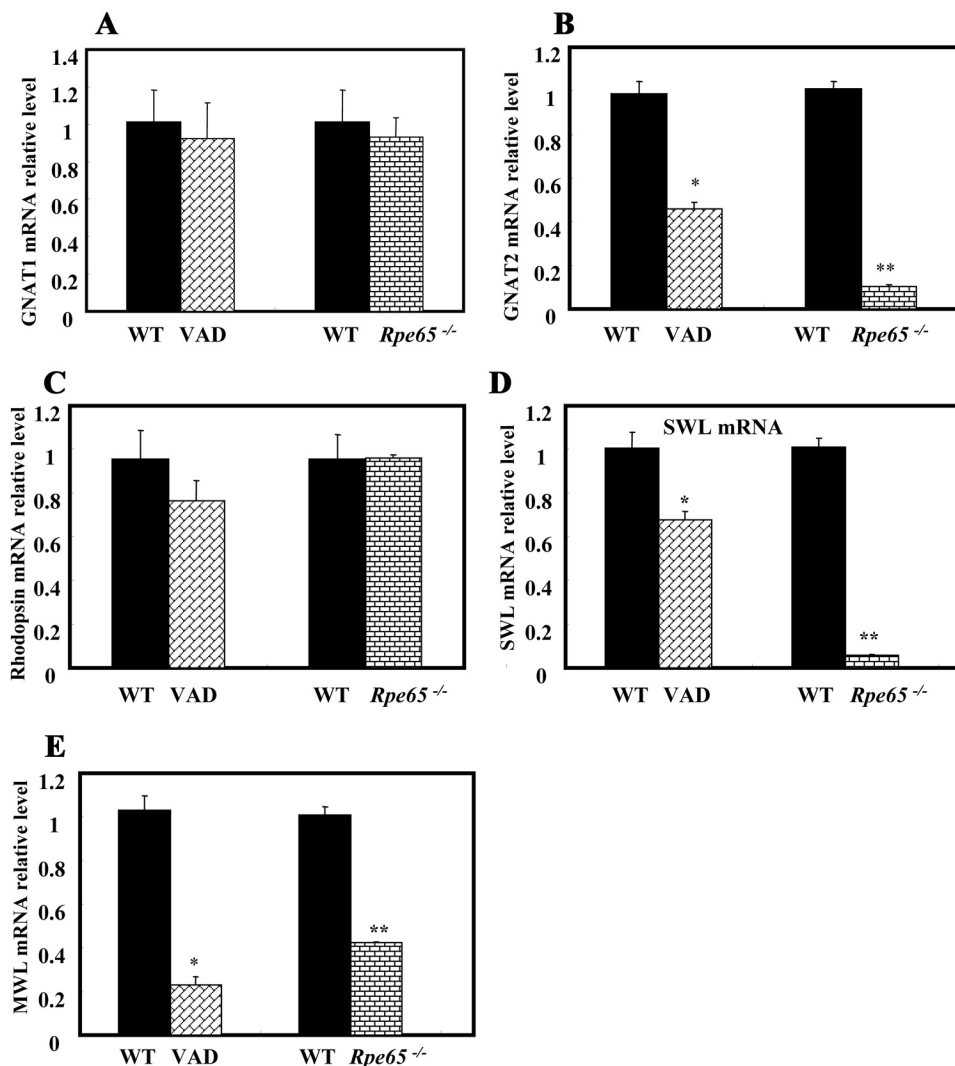 A
GNAT1 mRNA relative level
1.4
1.2
1
0.8
0.6
0.4
0.2
0
WT VAD WT Rpe65 -/-
B
GNAT2 mRNA relative level
1.2
1
0.8
0.6
0.4
0.2
0
*
**
WT VAD WT Rpe65 -/-
C
Rhodopsin mRNA relative level
1.2
1
0.8
0.6
0.4
0.2
0
WT VAD WT Rpe65 -/-
D
SWL mRNA relative level
1.2
1
0.8
0.6
0.4
0.2
0
SWL mRNA
*
**
WT VAD WT Rpe65 -/-
E
MWL mRNA relative level
1.2
1
0.8
0.6
0.4
0.2
0
*
**
WT VAD WT Rpe65 -/-